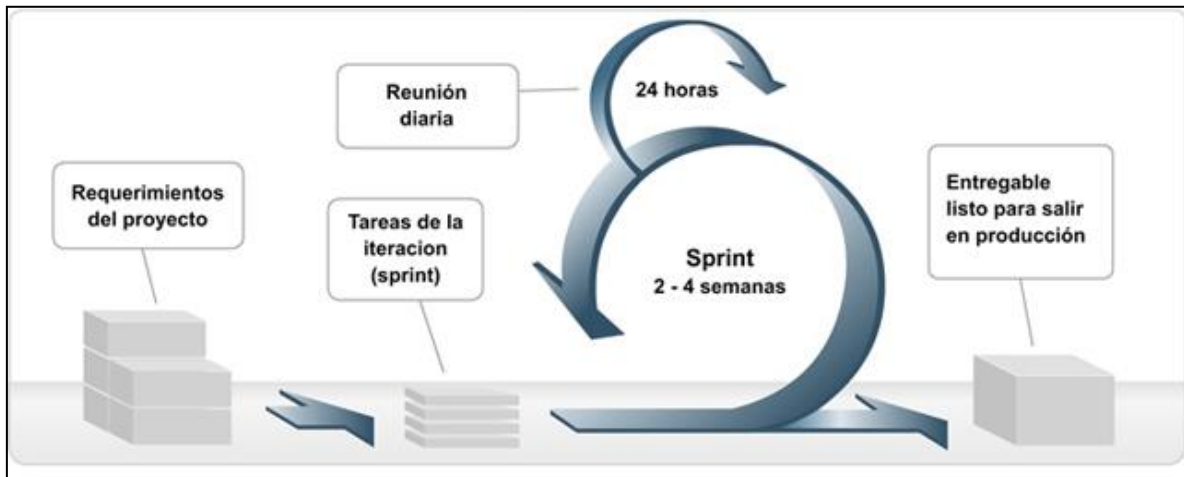 Requerimientos
del proyecto
Tareas de la
iteracion
(sprint)
Reunión
diaria
24 horas
Sprint
2 - 4 semanas
Entregable
listo para salir
en producción